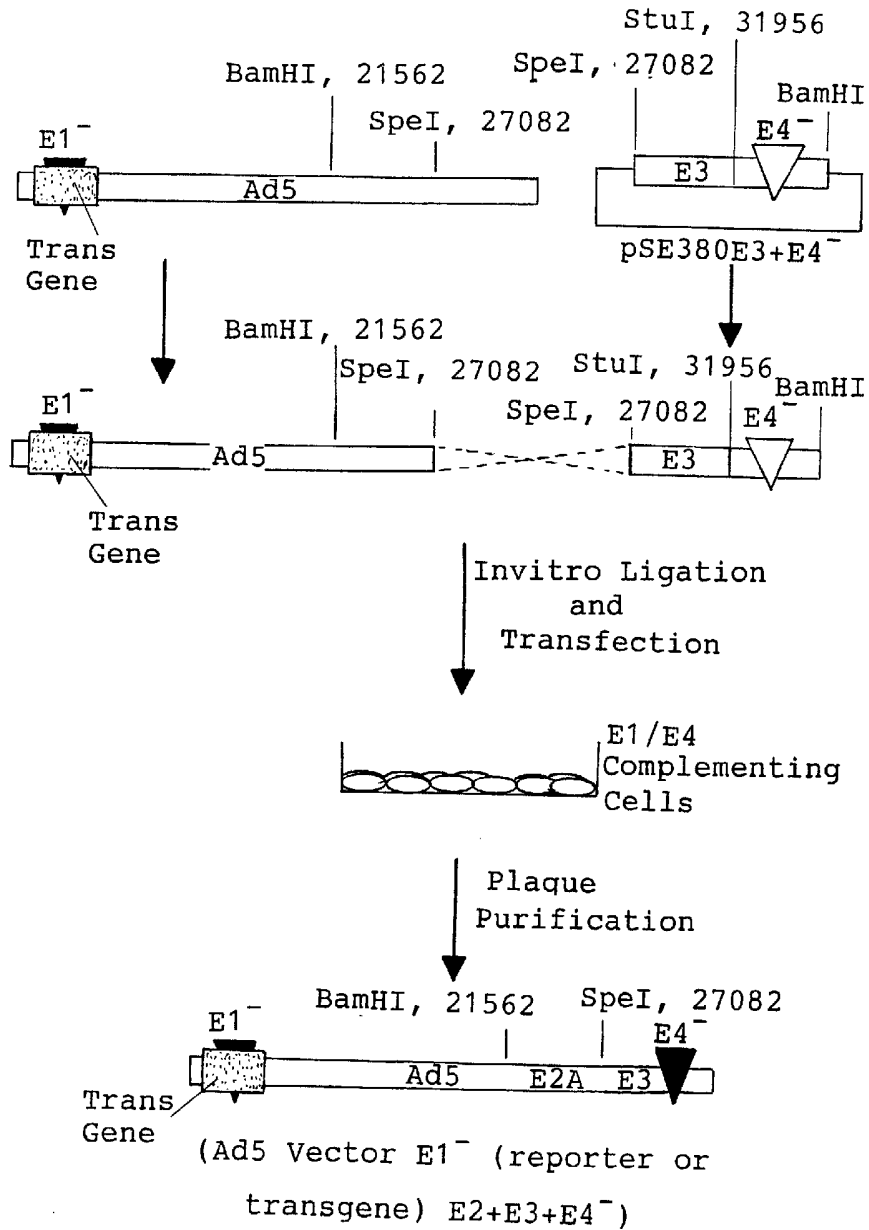 StuI, 31956
SpeI, 27082
BamHI, 21562
BamHI
SpeI, 27082
E4⁻
E1⁻
E3
Ad5
Trans
Gene
pSE380E3+E4⁻
BamHI, 21562
StuI, 31956
SpeI, 27082
BamHI
SpeI, 27082
E4⁻
E1⁻
Ad5
E3
Trans
Gene
Invitro Ligation
and
Transfection
E1/E4
Complementing
Cells
Plaque
Purification
BamHI, 21562
SpeI, 27082
E1⁻
E4⁻
Ad5
E2A
E3
Trans
Gene
(Ad5 Vector E1⁻ (reporter or
transgene) E2+E3+E4⁻)